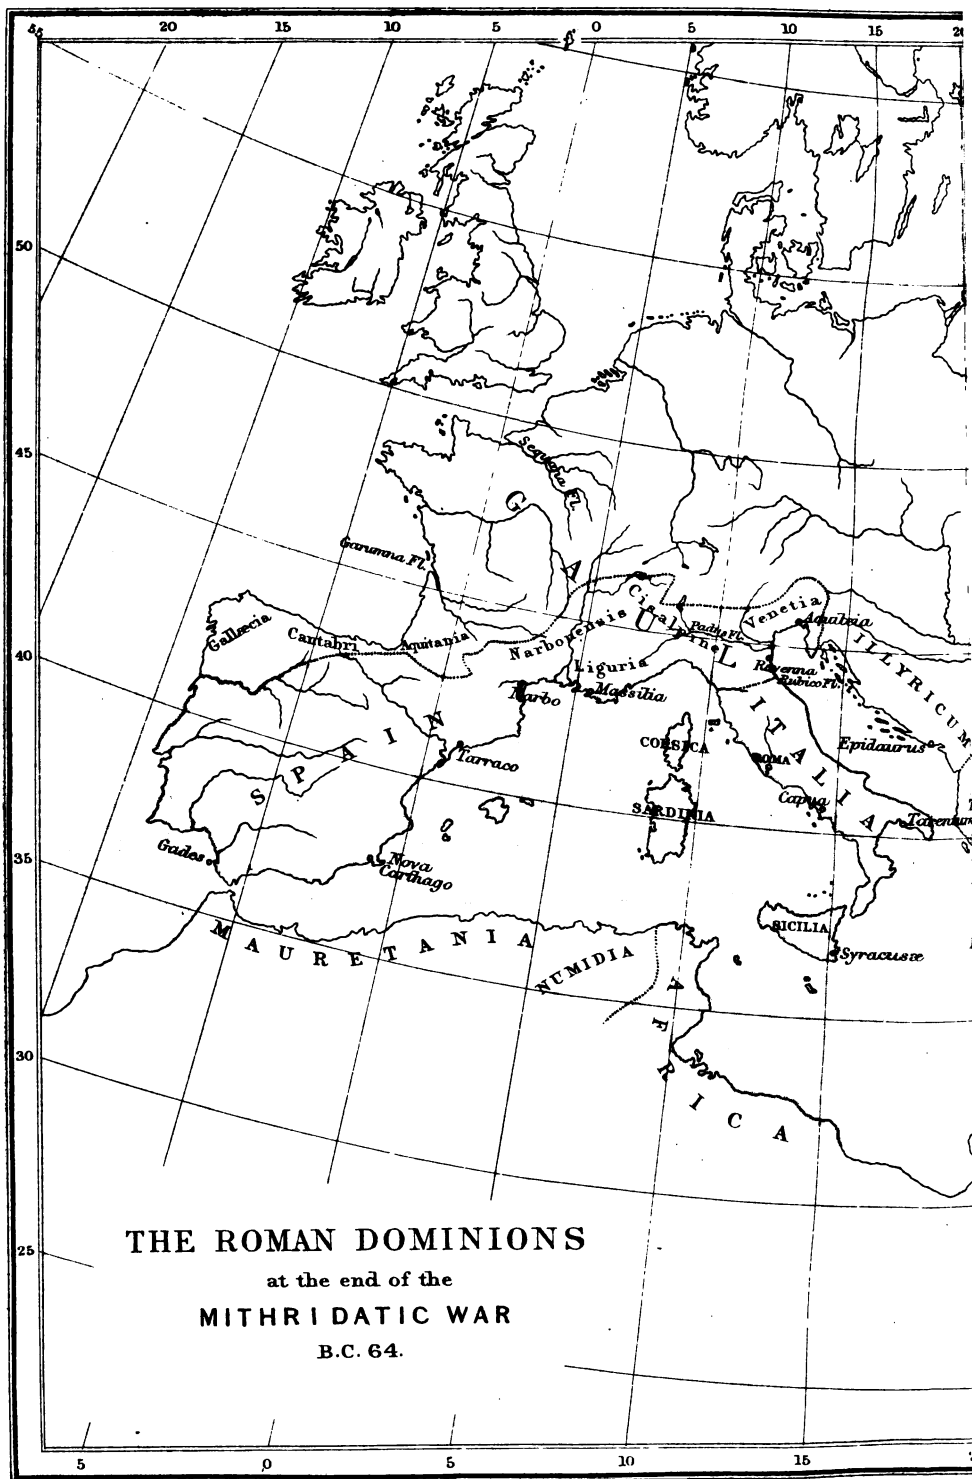 55 20 15 10 5 0 5 10 15 20
50
45
40
35
30
25
Sequana Fl.
GAUL
Garumna Fl.
Cisalpine
Venetia
Aquileia
Padus Fl.
Gallæcia
Cantabri
Aquitania
Narbonensis
ILLYRICUM
Liguria
Ravenna
Rubico Fl.
Narbo
Massilia
ITALIA
SPAIN
CORSICA
ROMA
Epidaurus
Tarraco
SARDINIA
Capua
Tarentum
Gades
Nova
Carthago
SICILIA
Syracusæ
MAURETANIA
NUMIDIA
AFRICA
THE ROMAN DOMINIONS
at the end of the
MITHRIDATIC WAR
B.C. 64.
5 0 5 10 15